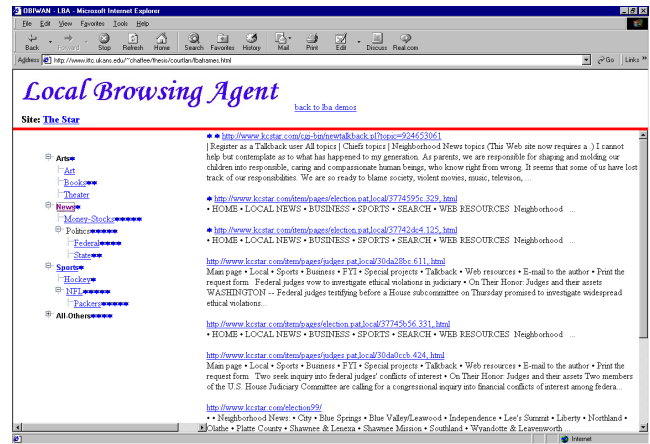 OBIWAN - LBA - Microsoft Internet Explorer
File Edit View Favorites Tools Help
Back Forward Stop Refresh Home Search Favorites History Mail Print Edit Discuss Real.com
Address http://www.ittc.ukans.edu/~chaffee/thesis/courtlan/lbahames.html Go Links »
Local Browsing Agent
back to lba demos
Site: The Star
Arts*
Art
Books**
Theater
News*
Money-Stocks*****
Politics*****
Federal****
State**
Sports*
Hockey*
NFL*****
Packers*****
All-Others****
* * http://www.kcstar.com/cgi-bin/newtalkback.pl?topic=924653061
| Register as a Talkback user All topics | Chiefs topics | Neighborhood News topics (This Web site now requires a .) I cannot
help but contemplate as to what has happened to my generation. As parents, we are responsible for shaping and molding our
children into responsible, caring and compassionate human beings, who know right from wrong. It seems that some of us have lost
track of our responsbilities. We are so ready to blame society, violent movies, music, televison, ...
* http://www.kcstar.com/item/pages/election.pat,local/3774595c.329,.html
• HOME • LOCAL NEWS • BUSINESS • SPORTS • SEARCH • WEB RESOURCES Neighborhood ...
* http://www.kcstar.com/item/pages/election.pat,local/37742dc4.125,.html
• HOME • LOCAL NEWS • BUSINESS • SPORTS • SEARCH • WEB RESOURCES Neighborhood ...
http://www.kcstar.com/item/pages/judges.pat,local/30da28bc.611,.html
Main page • Local • Sports • Business • FYI • Special projects • Talkback • Web resources • E-mail to the author • Print the
request form Federal judges vow to investigate ethical violations in judiciary • On Their Honor: Judges and their assets
WASHINGTON -- Federal judges testifying before a House subcommittee on Thursday promised to investigate widespread
ethical violations...
http://www.kcstar.com/item/pages/election.pat,local/37745b56.331,.html
• HOME • LOCAL NEWS • BUSINESS • SPORTS • SEARCH • WEB RESOURCES Neighborhood ...
http://www.kcstar.com/item/pages/judges.pat,local/30da0ccb.424,.html
Main page • Local • Sports • Business • FYI • Special projects • Talkback • Web resources • E-mail to the author • Print the
request form Two seek inquiry into federal judges' conflicts of interest • On Their Honor: Judges and their assets Two members
of the U.S. House Judiciary Committee are calling for a congressional inquiry into financial conflicts of interest among federa...
http://www.kcstar.com/election99/
• • Neighborhood News: • City • Blue Springs • Blue Valley/Leawood • Independence • Lee's Summit • Liberty • Northland •
Olathe • Platte County • Shawnee & Lenexa • Shawnee Mission • Southland • Wyandotte & Leavenworth ...
Internet